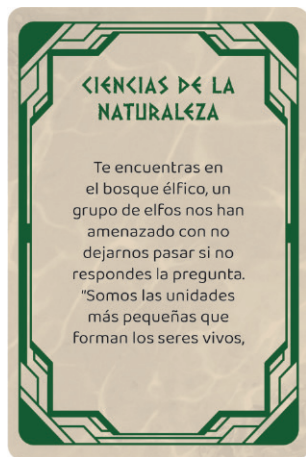 CIENCIAS DE LA
NATURALEZA
Te encuentras en
el bosque élfico, un
grupo de elfos nos han
amenazado con no
dejarnos pasar si no
respondes la pregunta.
"Somos las unidades
más pequeñas que
forman los seres vivos,